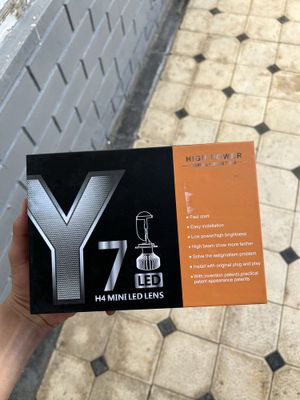 Y7
LED
H4 MINI LED LENS
HIGH POWER
Fast start
Easy installation
Low power/high brightness
High beam show more farther
Solve the astigmatism problem
Install with original plug and play
With invention patents practical
patent appearance patents